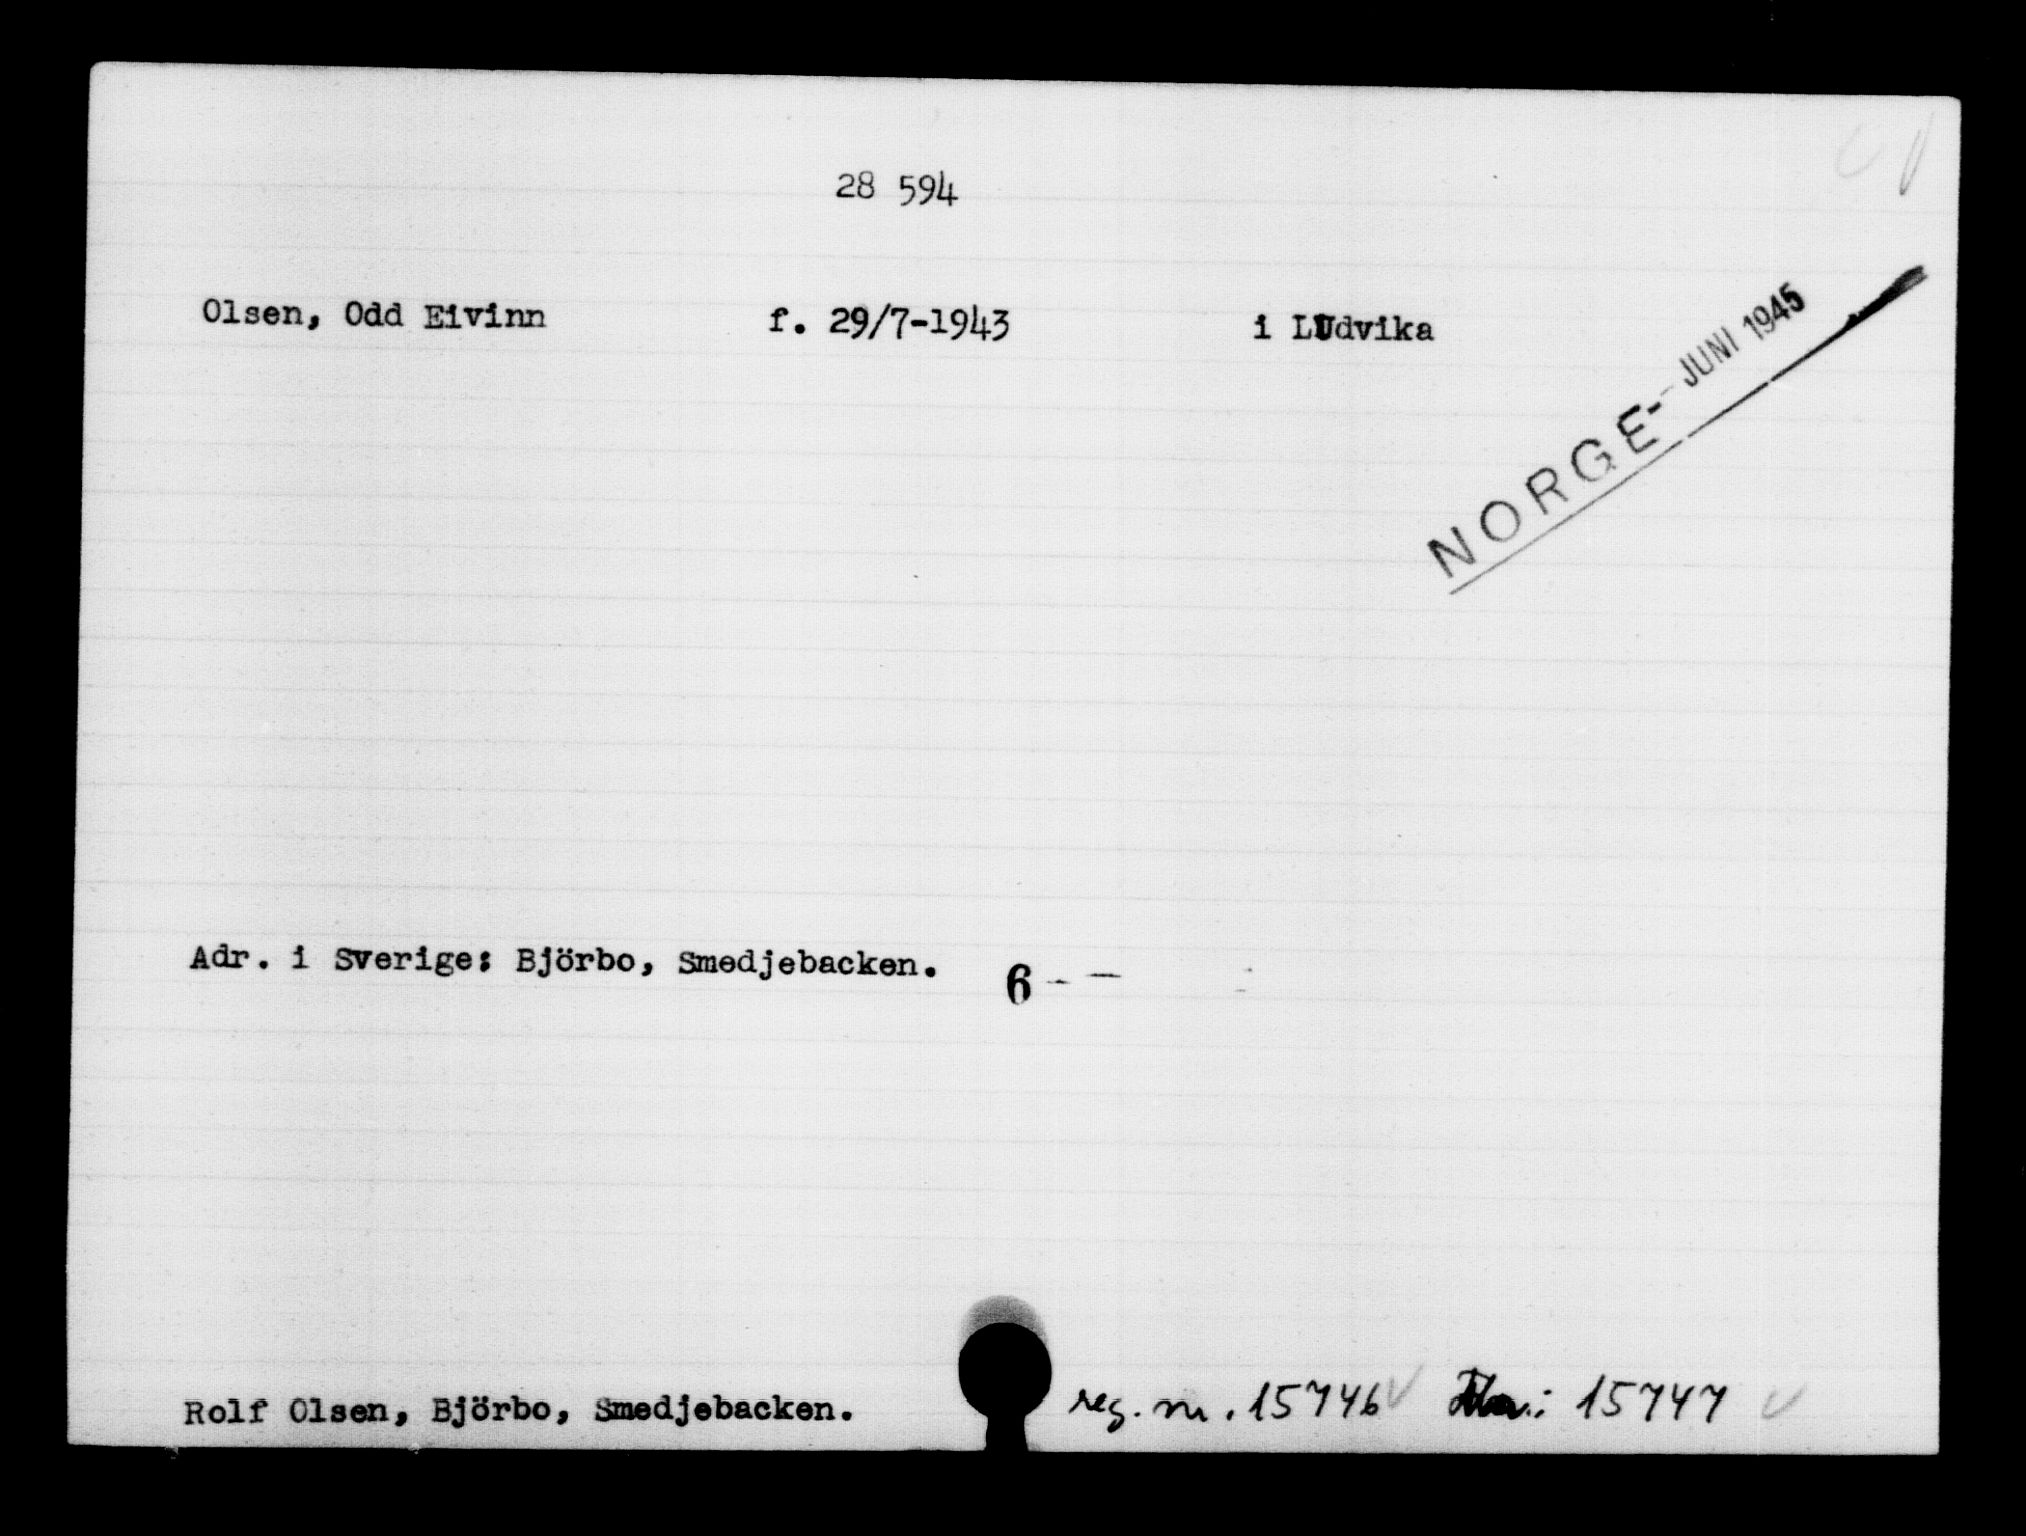 28 594
Olsen, Odd Eivinn f. 29/7-1943 i LUdvika
NORGE- JUNI 1945
Adr. i Sverige: Björbo, Smedjebacken. 6 - -
Rolf Olsen, Björbo, Smedjebacken. reg. nr. 15746 15747